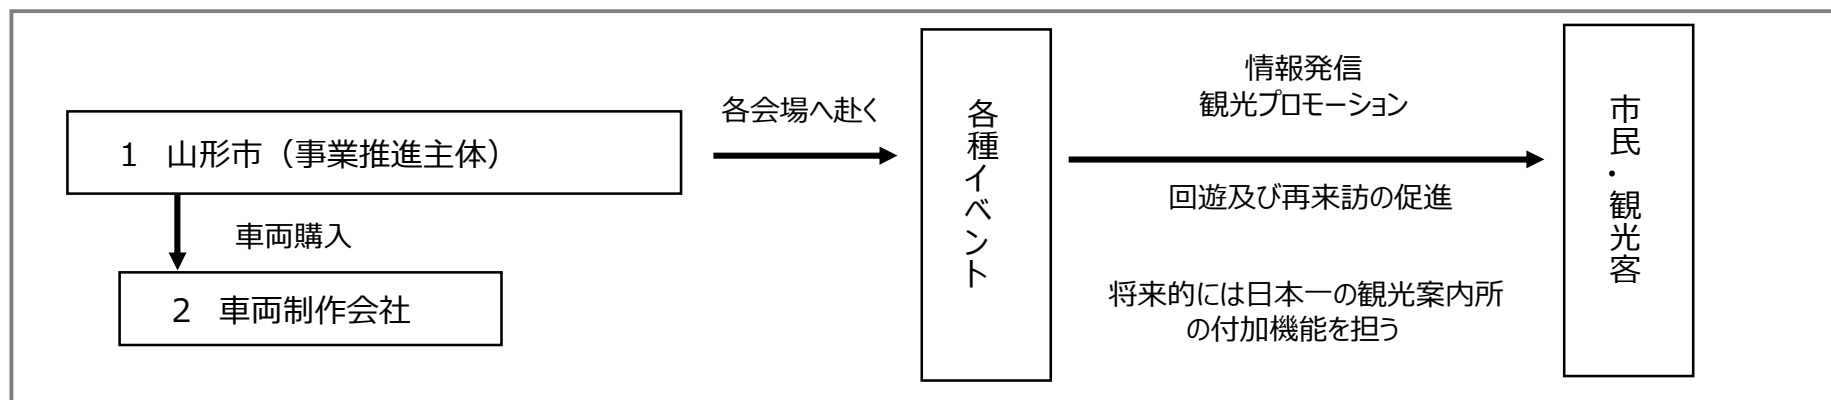 1 山形市（事業推進主体）
車両購入
2 車両制作会社
各会場へ赴く
各種イベント
情報発信
観光プロモーション
回遊及び再来訪の促進
将来的には日本一の観光案内所
の付加機能を担う
市民・観光客